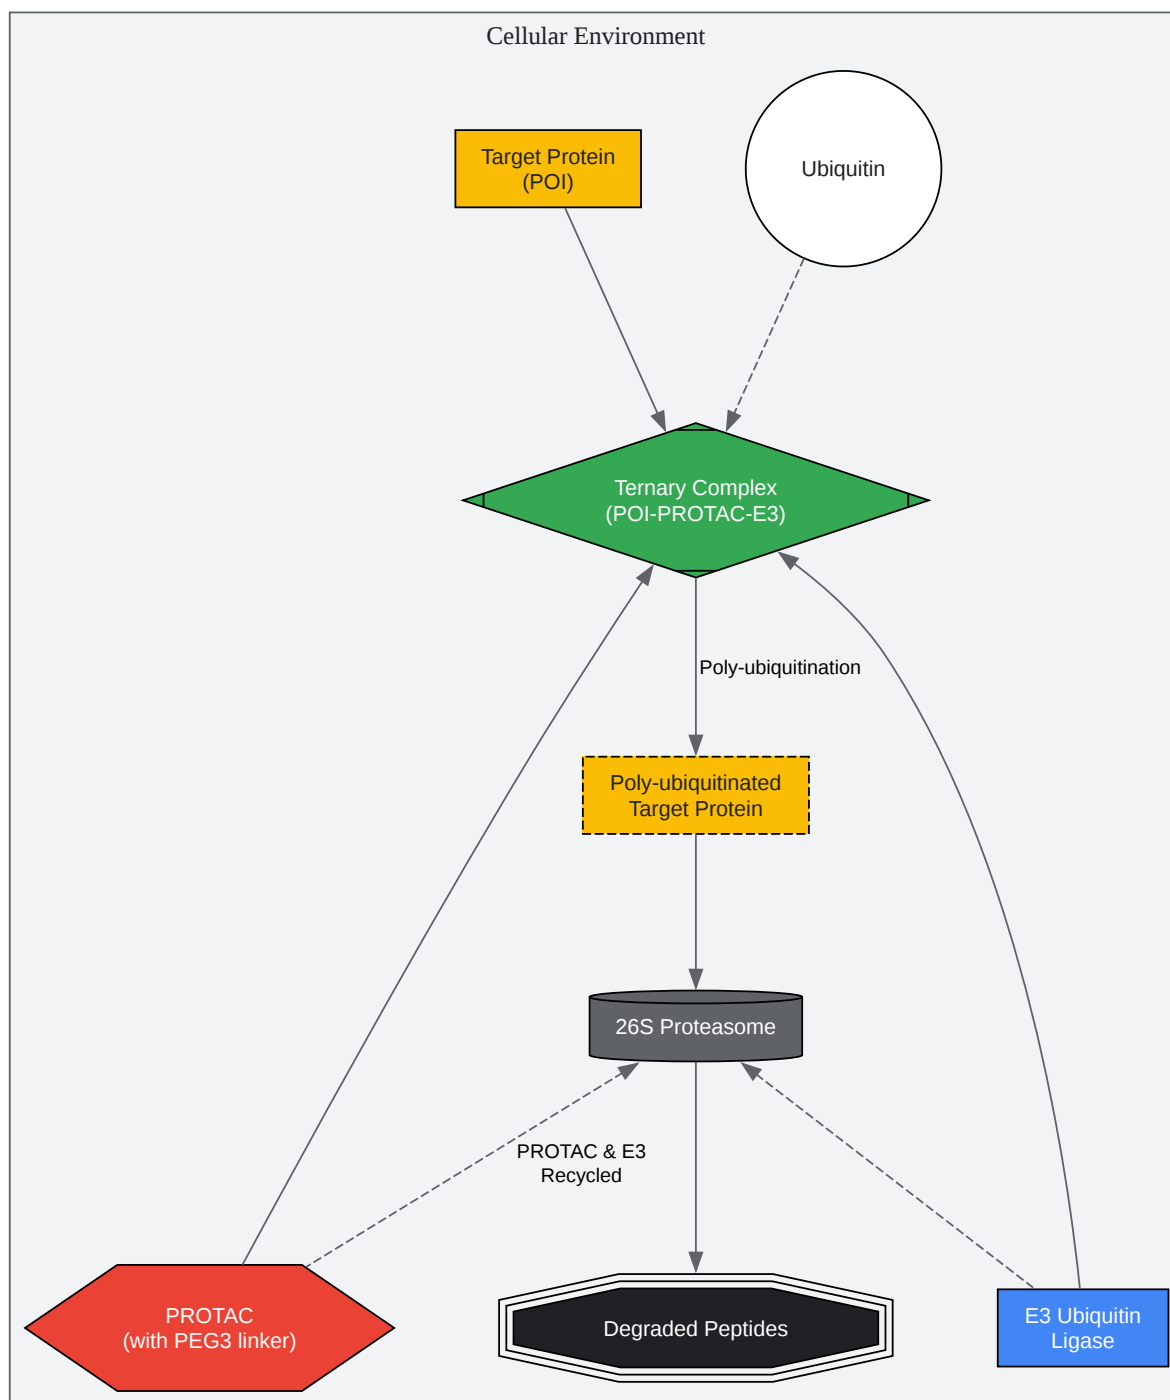 Cellular Environment
Target Protein
(POI)
Ubiquitin
Ternary Complex
(POI-PROTAC-E3)
Poly-ubiquitination
Poly-ubiquitinated
Target Protein
26S Proteasome
PROTAC & E3
Recycled
PROTAC
(with PEG3 linker)
Degraded Peptides
E3 Ubiquitin
Ligase